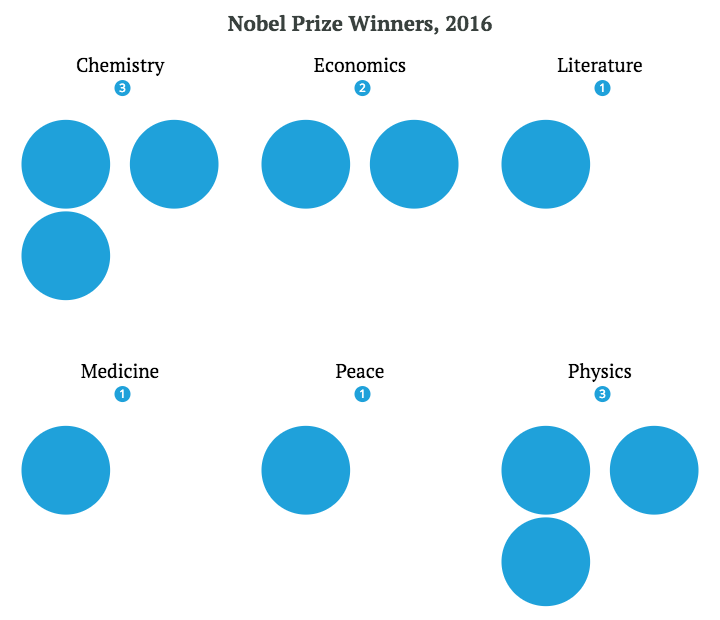 Nobel Prize Winners, 2016
Chemistry
3
Economics
2
Literature
1
Medicine
1
Peace
1
Physics
3